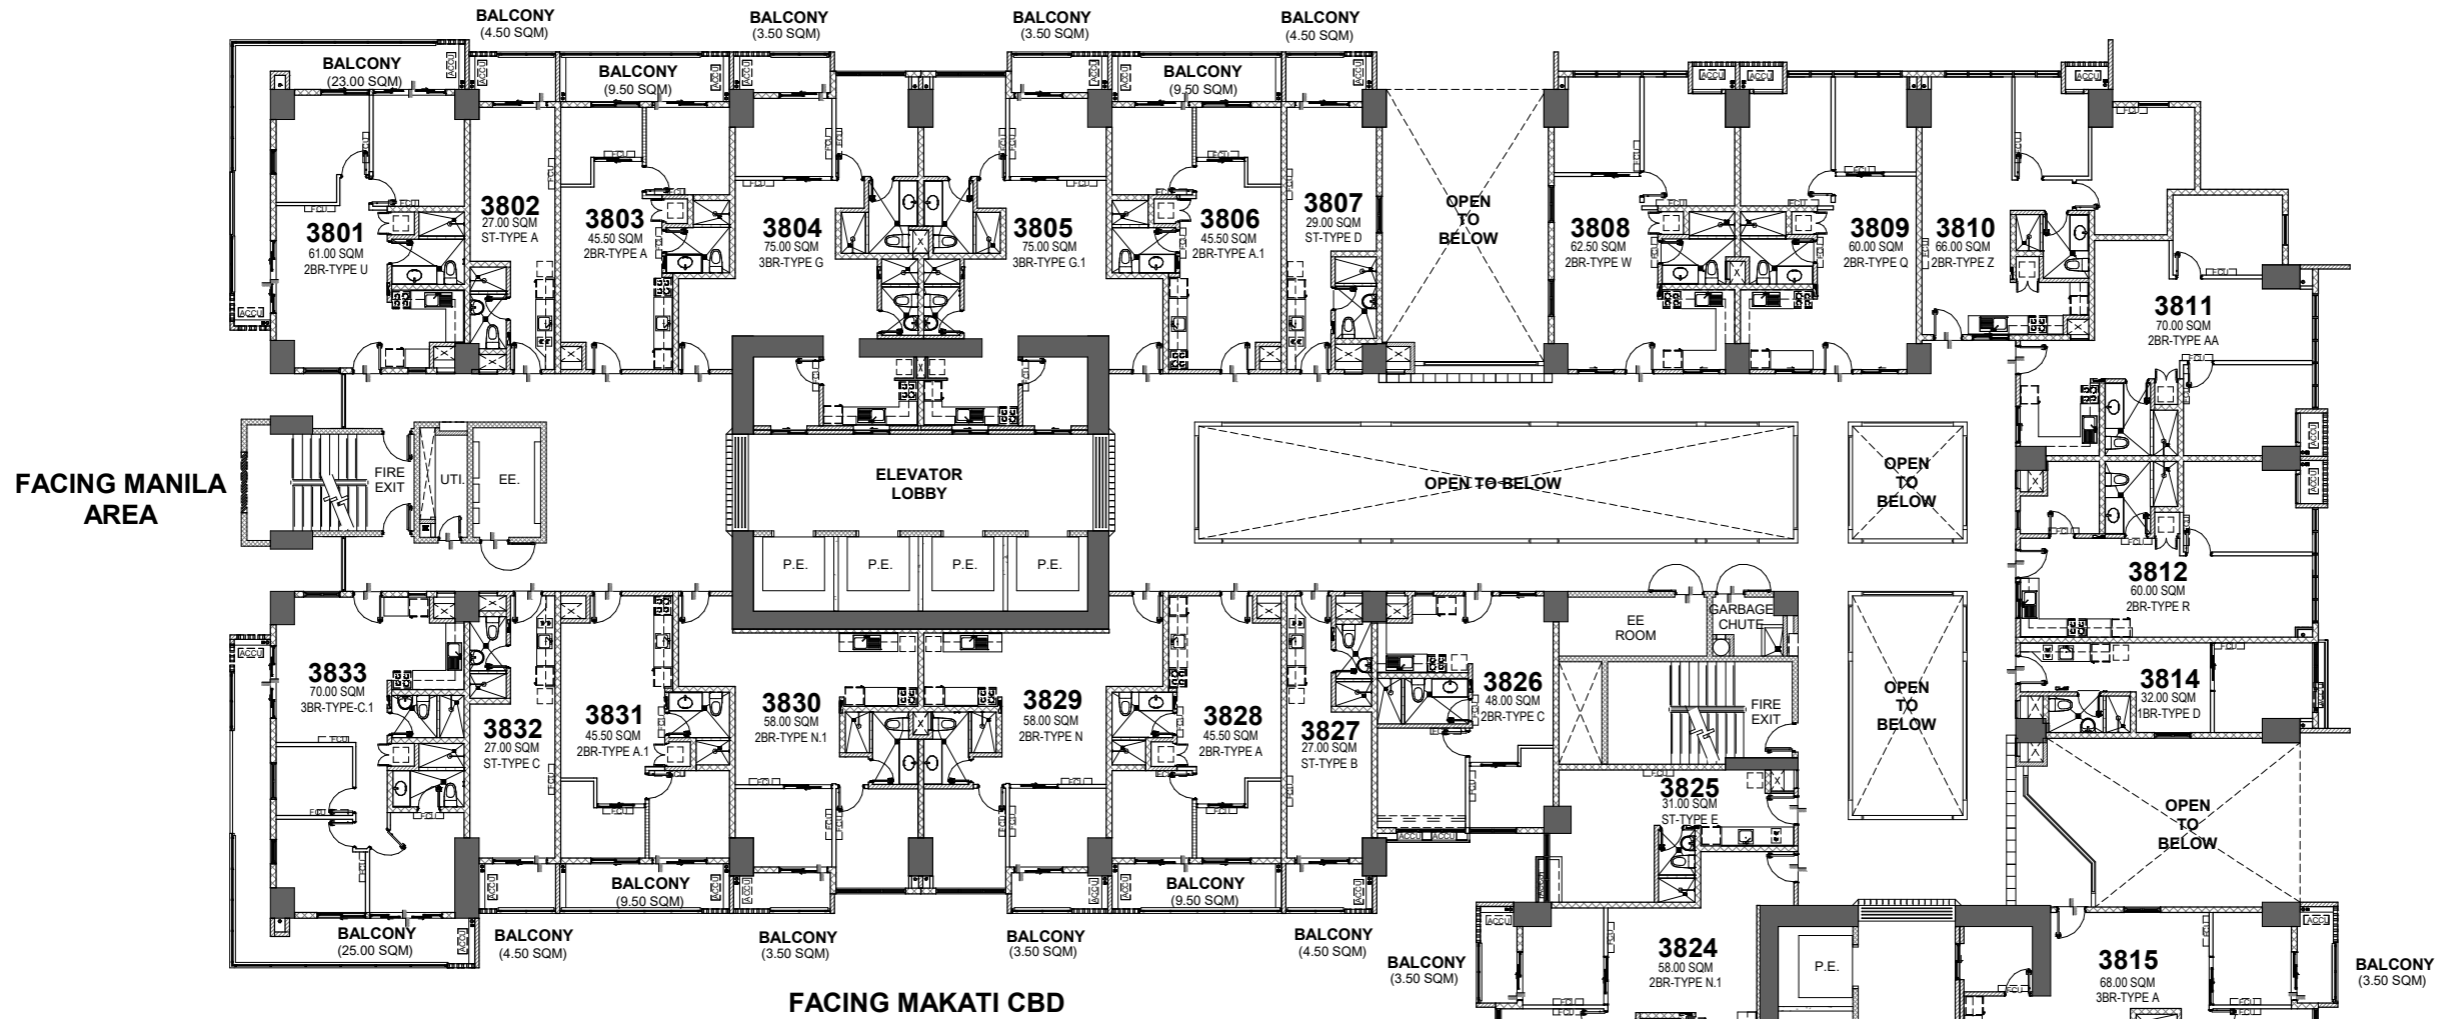 BALCONY
(4.50 SQM)
BALCONY
(3.50 SQM)
BALCONY
(3.50 SQM)
BALCONY
(4.50 SQM)
BALCONY
(23.00 SQM)
BALCONY
(9.50 SQM)
BALCONY
(9.50 SQM)
ACCU
ACCU
ACCU
ACCU
3801
61.00 SQM
2BR-TYPE U
3802
27.00 SQM
ST-TYPE A
3803
45.50 SQM
2BR-TYPE A
3804
75.00 SQM
3BR-TYPE G
3805
75.00 SQM
3BR-TYPE G.1
3806
45.50 SQM
2BR-TYPE A.1
3807
29.00 SQM
ST-TYPE D
OPEN
TO
BELOW
3808
62.50 SQM
2BR-TYPE W
3809
60.00 SQM
2BR-TYPE Q
3810
66.00 SQM
2BR-TYPE Z
3811
70.00 SQM
2BR-TYPE AA
FACING MANILA
AREA
FIRE
EXIT
UTI.
EE.
ELEVATOR
LOBBY
P.E.
P.E.
P.E.
P.E.
OPEN TO BELOW
OPEN
TO
BELOW
3812
60.00 SQM
2BR-TYPE R
3814
32.00 SQM
1BR-TYPE D
EE
ROOM
GARBAGE
CHUTE
FIRE
EXIT
OPEN
TO
BELOW
OPEN
TO
BELOW
3833
70.00 SQM
3BR-TYPE-C.1
3832
27.00 SQM
ST-TYPE C
3831
45.50 SQM
2BR-TYPE A.1
3830
58.00 SQM
2BR-TYPE N.1
3829
58.00 SQM
2BR-TYPE N
3828
45.50 SQM
2BR-TYPE A
3827
27.00 SQM
ST-TYPE B
3826
48.00 SQM
2BR-TYPE C
3825
31.00 SQM
ST-TYPE E
BALCONY
(9.50 SQM)
BALCONY
(9.50 SQM)
BALCONY
(25.00 SQM)
BALCONY
(4.50 SQM)
BALCONY
(3.50 SQM)
BALCONY
(3.50 SQM)
BALCONY
(4.50 SQM)
BALCONY
(3.50 SQM)
3824
58.00 SQM
2BR-TYPE N.1
P.E.
3815
68.00 SQM
3BR-TYPE A
BALCONY
(3.50 SQM)
FACING MAKATI CBD